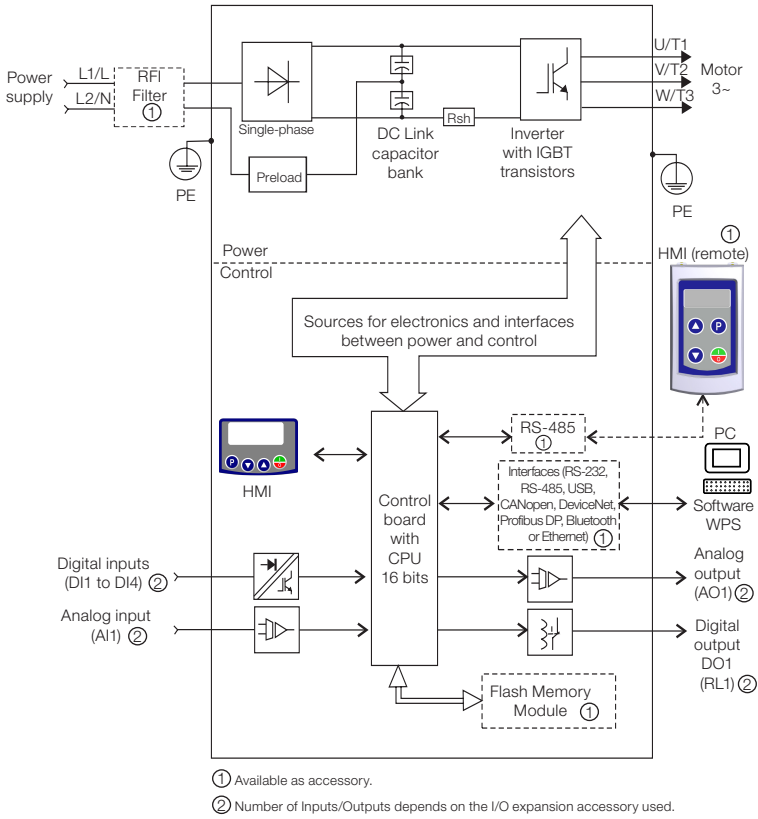 Power
supply
L1/L
L2/N
RFI
Filter
①
PE
Single-phase
Preload
DC Link
capacitor
bank
Rsh
Inverter
with IGBT
transistors
U/T1
V/T2
W/T3
Motor
3~
PE
Power
Control
①
HMI (remote)
P
I
0
Sources for electronics and interfaces
between power and control
P
I
0
HMI
Control
board
with
CPU
16 bits
RS-485
①
PC
Interfaces (RS-232,
RS-485, USB,
CANopen, DeviceNet,
Profibus DP, Bluetooth
or Ethernet) ①
Software
WPS
Digital inputs
(DI1 to DI4) ②
Analog input
(AI1) ②
Analog
output
(AO1) ②
Digital
output
DO1
(RL1) ②
Flash Memory
Module ①
① Available as accessory.
② Number of Inputs/Outputs depends on the I/O expansion accessory used.